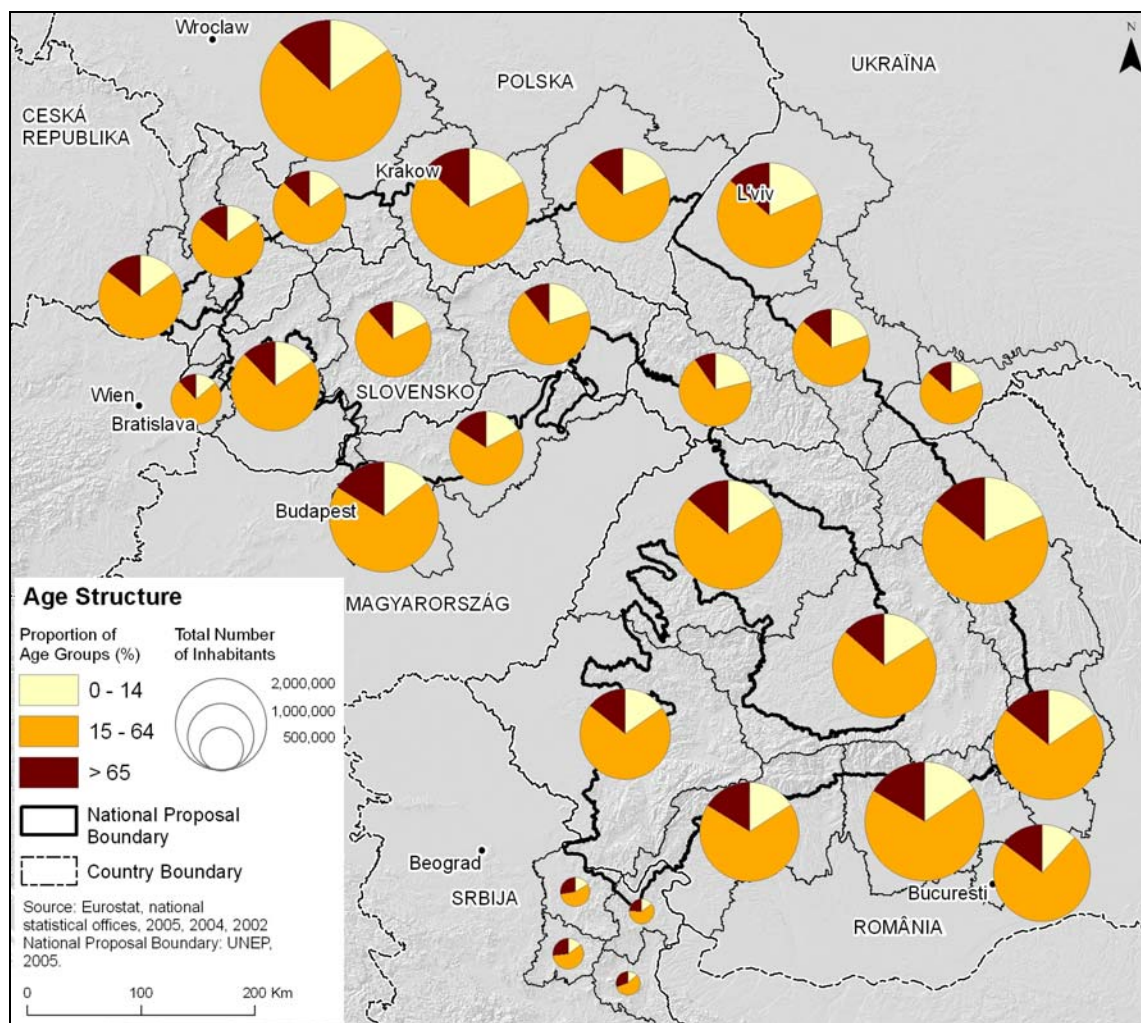 Wroclaw
N
POLSKA
UKRAÏNA
CESKÁ
REPUBLIKA
Krakow
L'viv
SLOVENSKO
Wien
Bratislava
Budapest
MAGYARORSZÁG
Age Structure
Proportion of
Age Groups (%)
0 - 14
15 - 64
> 65
Total Number
of Inhabitants
2,000,000
1,000,000
500,000
National Proposal
Boundary
Country Boundary
Source: Eurostat, national
statistical offices, 2005, 2004, 2002
National Proposal Boundary: UNEP,
2005.
0 100 200 Km
Beograd
SRBIJA
Bucuresti
ROMÂNIA